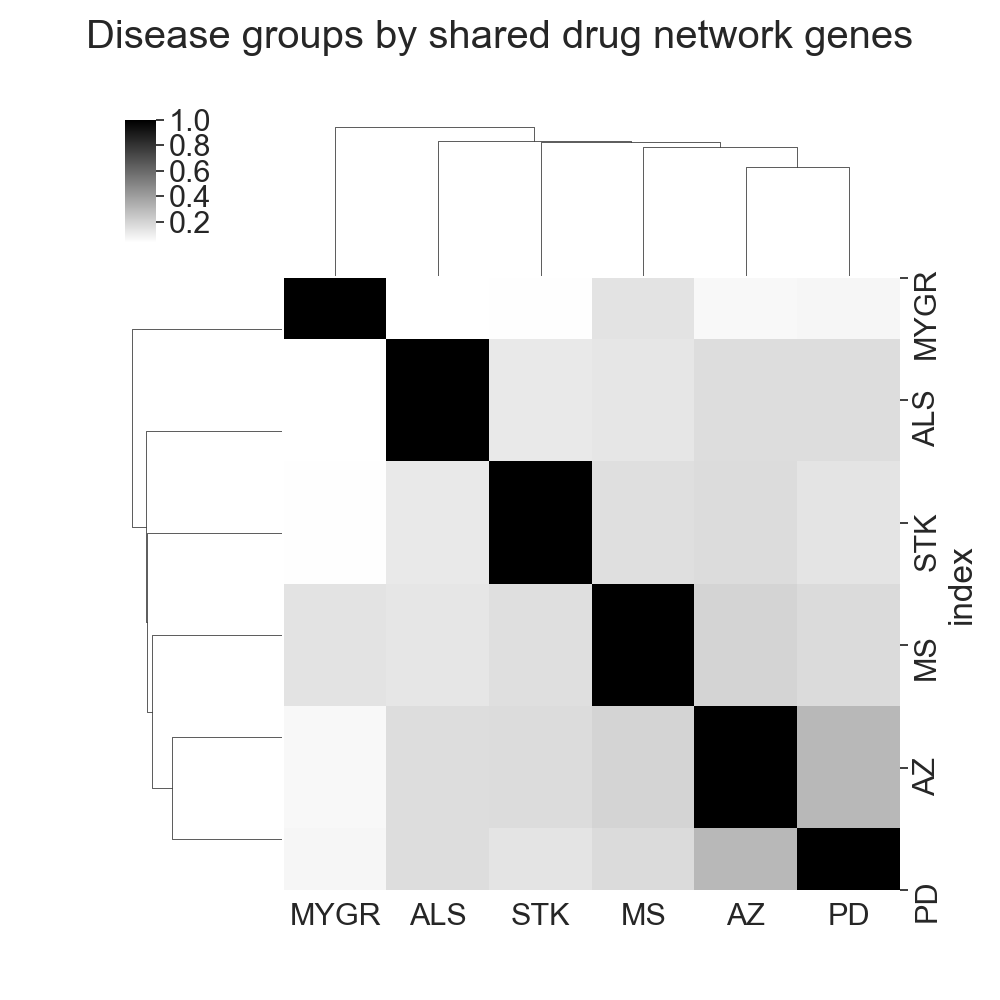 Disease groups by shared drug network genes
1.0
0.8
0.6
0.4
0.2
MYGR
ALS
STK
MS
AZ
PD
index
MYGR ALS STK MS AZ PD